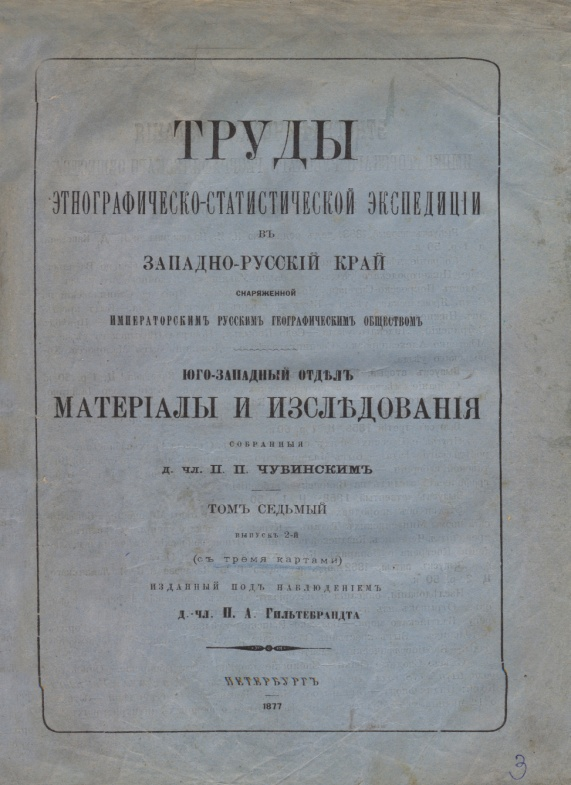 ТРУДЫ
ЭТНОГРАФИЧЕСКО-СТАТИСТИЧЕСКОЙ ЭКСПЕДИЦІИ
ВЪ
ЗАПАДНО-РУССКІЙ КРАЙ
СНАРЯЖЕННОЙ
ИМПЕРАТОРСКИМЪ РУССКИМЪ ГЕОГРАФИЧЕСКИМЪ ОБЩЕСТВОМЪ
ЮГО-ЗАПАДНЫЙ ОТДѢЛЪ
МАТЕРІАЛЫ И ИЗСЛѢДОВАНІЯ
СОБРАННЫЯ
Д. ЧЛ. П. П. ЧУБИНСКИМЪ
ТОМЪ СЕДЬМЫЙ
ВЫПУСКЪ 2-Й
(съ тремя картами)
ИЗДАННЫЙ ПОДЪ НАБЛЮДЕНІЕМЪ
Д.-ЧЛ. П. А. ГИЛЬТЕБРАНДТА
ПЕТЕРБУРГЪ
1877
3